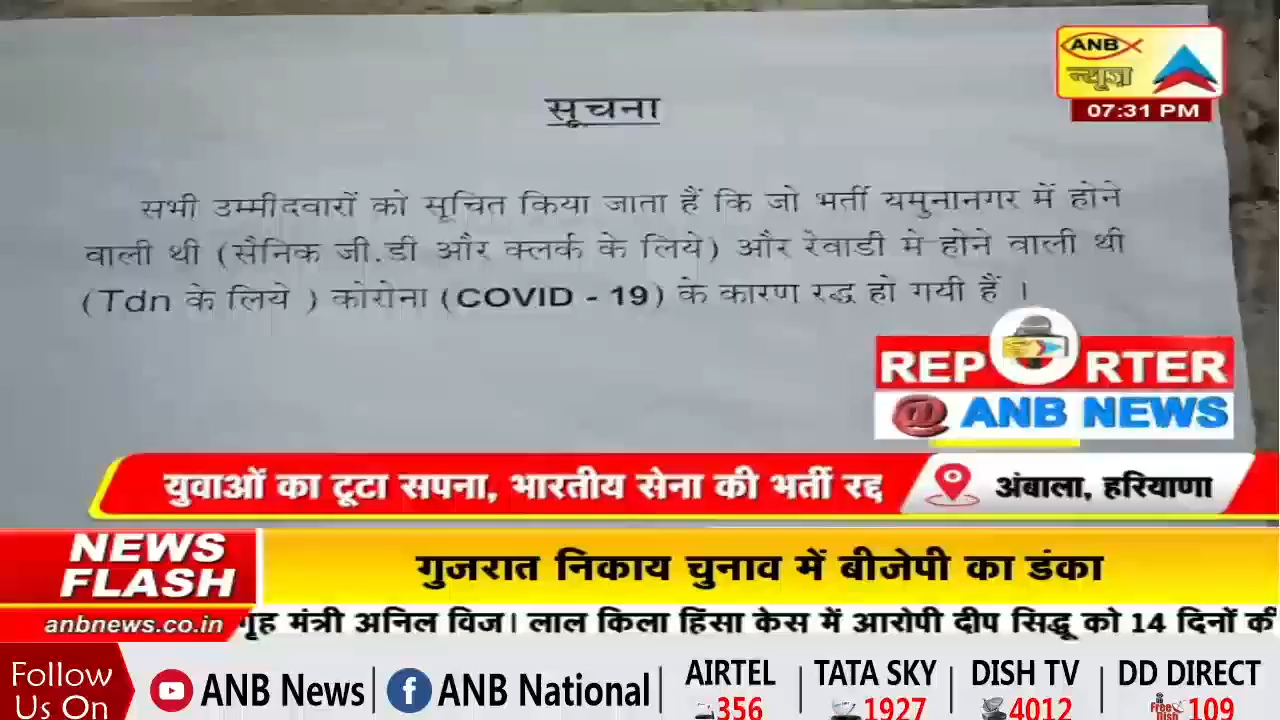 ANB
न्यूज़
07:31 PM
सूचना
सभी उम्मीदवारों को सूचित किया जाता हैं कि जो भर्ती यमुनानगर में होने
वाली थी (सैनिक जी.डी और क्लर्क के लिये) और रेवाडी मे होने वाली थी
(Tdn के लिये ) कोरोना (COVID - 19) के कारण रद्ध हो गयी हैं ।
REPORTER
@ ANB NEWS
युवाओं का टूटा सपना, भारतीय सेना की भर्ती रद्द
अंबाला, हरियाणा
NEWS
FLASH
गुजरात निकाय चुनाव में बीजेपी का डंका
anbnews.co.in
गृह मंत्री अनिल विज। लाल किला हिंसा केस में आरोपी दीप सिद्धू को 14 दिनों की
Follow
Us On
ANB News
ANB National
AIRTEL
356
TATA SKY
1927
DISH TV
4012
DD DIRECT
Free Dish
109